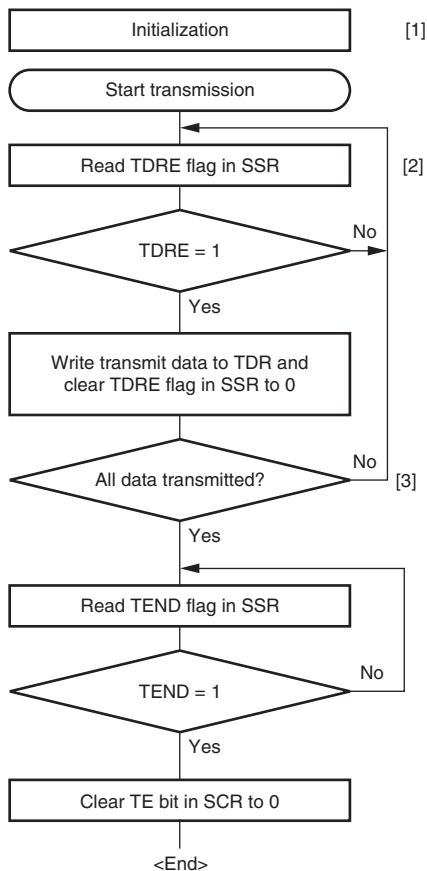 Initialization [1]
Start transmission
Read TDRE flag in SSR [2]
TDRE = 1
No
Yes
Write transmit data to TDR and
clear TDRE flag in SSR to 0
All data transmitted?
No
[3]
Yes
Read TEND flag in SSR
TEND = 1
No
Yes
Clear TE bit in SCR to 0
<End>